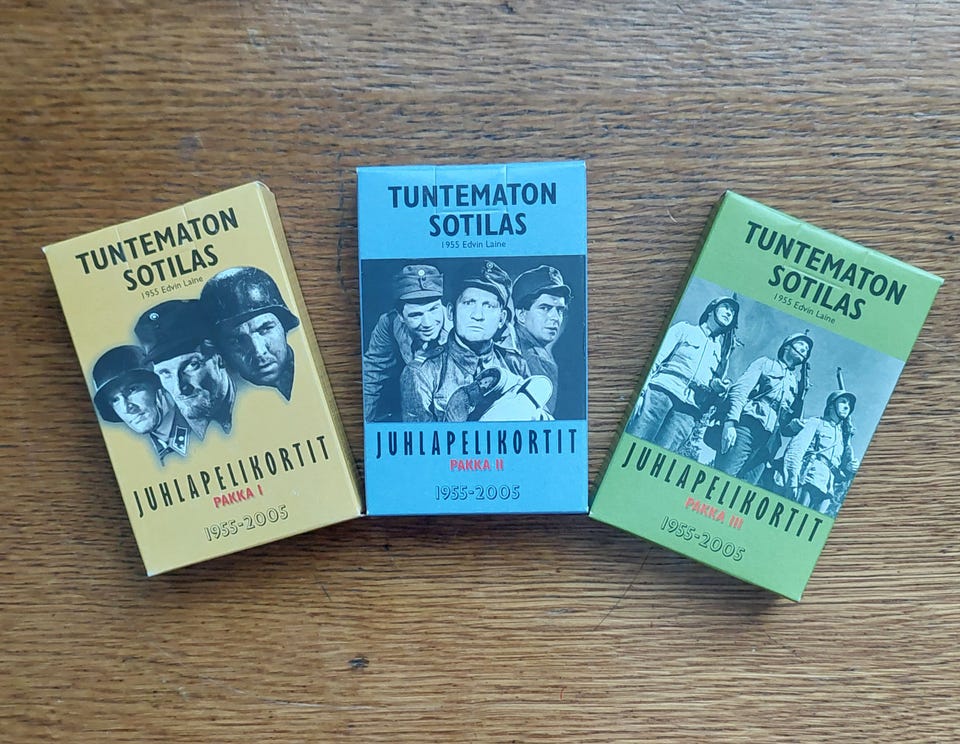 TUNTEMATON
SOTILAS
1955 Edvin Laine
JUHLAPELIKORTIT
PAKKA I
1955-2005
TUNTEMATON
SOTILAS
1955 Edvin Laine
JUHLAPELIKORTIT
PAKKA II
1955-2005
TUNTEMATON
SOTILAS
1955 Edvin Laine
JUHLAPELIKORTIT
PAKKA III
1955-2005